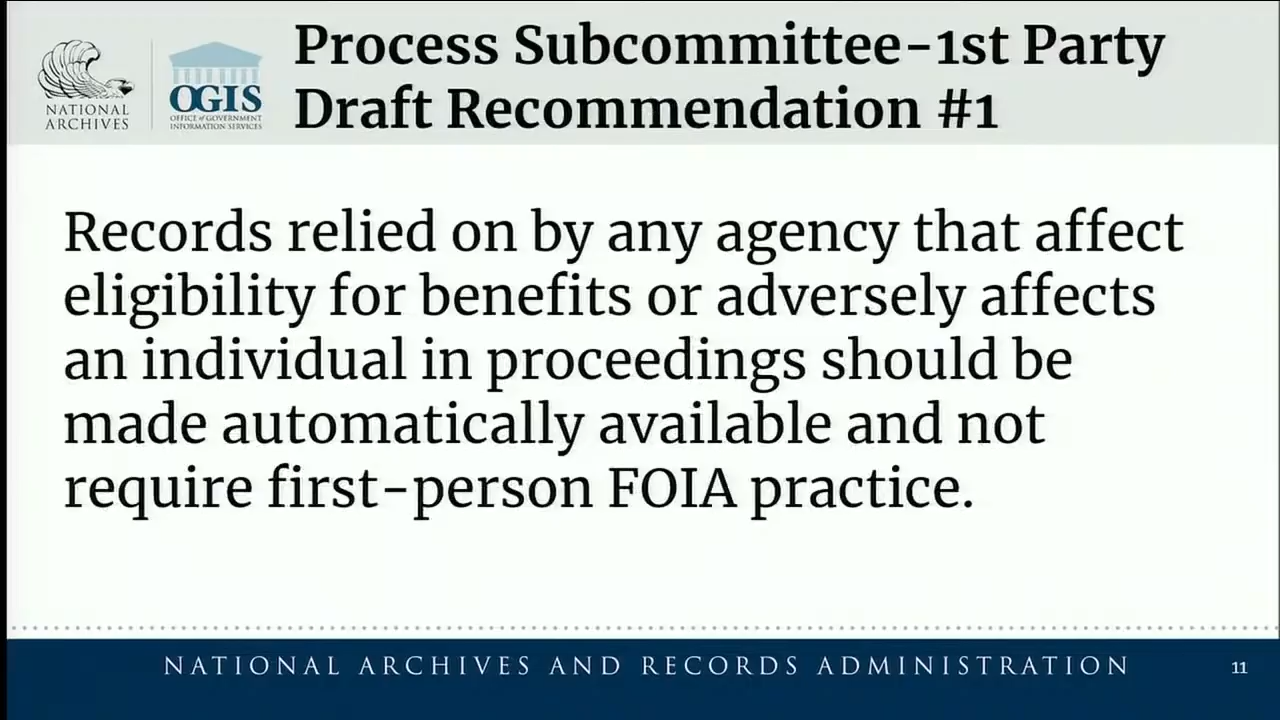 Process Subcommittee-1st Party
Draft Recommendation #1
NATIONAL
ARCHIVES
OGIS
OFFICE of GOVERNMENT
INFORMATION SERVICES
Records relied on by any agency that affect
eligibility for benefits or adversely affects
an individual in proceedings should be
made automatically available and not
require first-person FOIA practice.
NATIONAL ARCHIVES AND RECORDS ADMINISTRATION
11